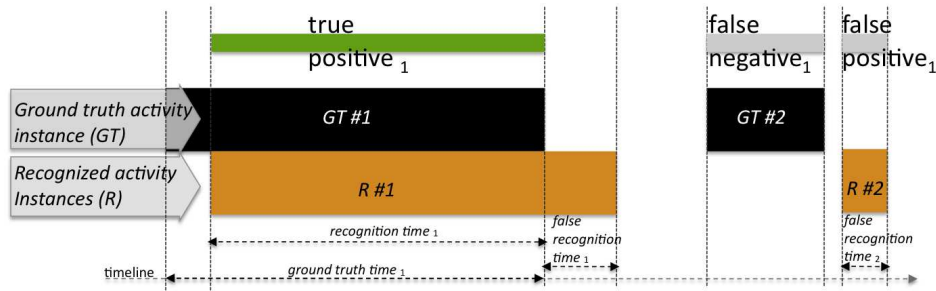 true
positive 1
false
negative1
false
positive1
Ground truth activity
instance (GT)
GT #1
GT #2
Recognized activity
Instances (R)
R #1
R #2
recognition time 1
false
recognition
time 1
false
recognition
time 2
timeline
ground truth time 1